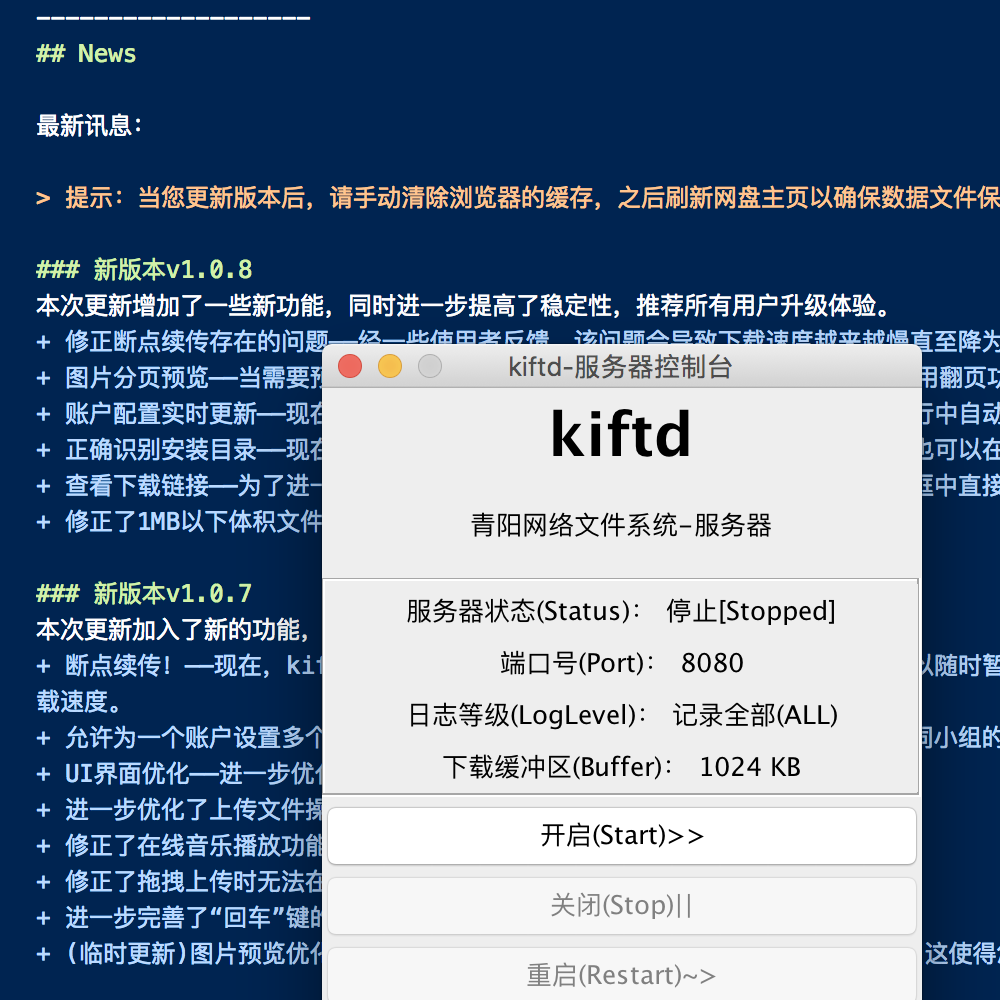 ___________________
## News
最新讯息：
> 提示：当您更新版本后，请手动清除浏览器的缓存，之后刷新网盘主页以确保数据文件保
### 新版本v1.0.8
本次更新增加了一些新功能，同时进一步提高了稳定性，推荐所有用户升级体验。
+ 修正断点续传存在的问题——经一些使用者反馈，该问题会导致下载速度越来越慢直至降为
+ 图片分页预览——当需要预
用翻页功
+ 账户配置实时更新——现在
行中自动
+ 正确识别安装目录——现在
也可以在
+ 查看下载链接——为了进一
框中直接
+ 修正了1MB以下体积文件
### 新版本v1.0.7
本次更新加入了新的功能，
+ 断点续传！——现在，kif
以随时暂
载速度。
+ 允许为一个账户设置多个
同小组的
+ UI界面优化——进一步优化
+ 进一步优化了上传文件操
+ 修正了在线音乐播放功能
+ 修正了拖拽上传时无法在
+ 进一步完善了“回车”键的
+ (临时更新)图片预览优化
这使得
kiftd-服务器控制台
kiftd
青阳网络文件系统-服务器
服务器状态(Status)： 停止[Stopped]
端口号(Port)： 8080
日志等级(LogLevel)： 记录全部(ALL)
下载缓冲区(Buffer)： 1024 KB
开启(Start)>>
关闭(Stop)||
重启(Restart)~>